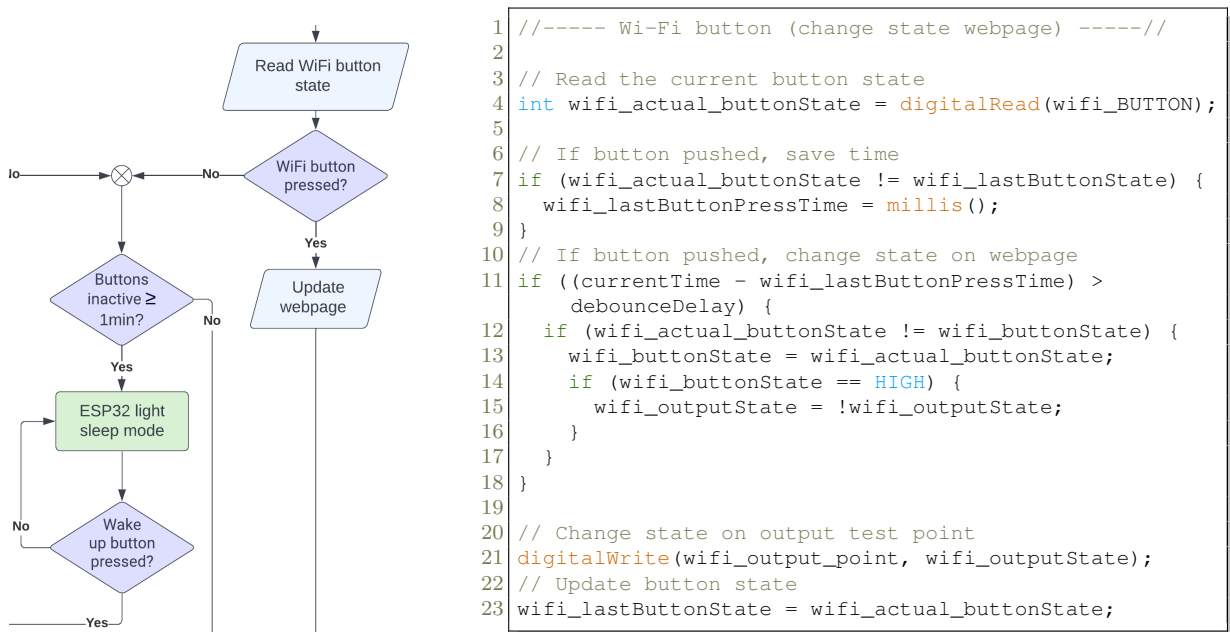 Read WiFi button
state
WiFi button
pressed?
No
Yes
Update
webpage
Buttons
inactive ≥
1min?
No
Yes
ESP32 light
sleep mode
Wake
up button
pressed?
No
Yes
1 //----- Wi-Fi button (change state webpage) -----//
2
3 // Read the current button state
4 int wifi_actual_buttonState = digitalRead(wifi_BUTTON);
5
6 // If button pushed, save time
7 if (wifi_actual_buttonState != wifi_lastButtonState) {
8 wifi_lastButtonPressTime = millis();
9 }
10 // If button pushed, change state on webpage
11 if ((currentTime - wifi_lastButtonPressTime) >
debounceDelay) {
12 if (wifi_actual_buttonState != wifi_buttonState) {
13 wifi_buttonState = wifi_actual_buttonState;
14 if (wifi_buttonState == HIGH) {
15 wifi_outputState = !wifi_outputState;
16 }
17 }
18 }
19
20 // Change state on output test point
21 digitalWrite(wifi_output_point, wifi_outputState);
22 // Update button state
23 wifi_lastButtonState = wifi_actual_buttonState;